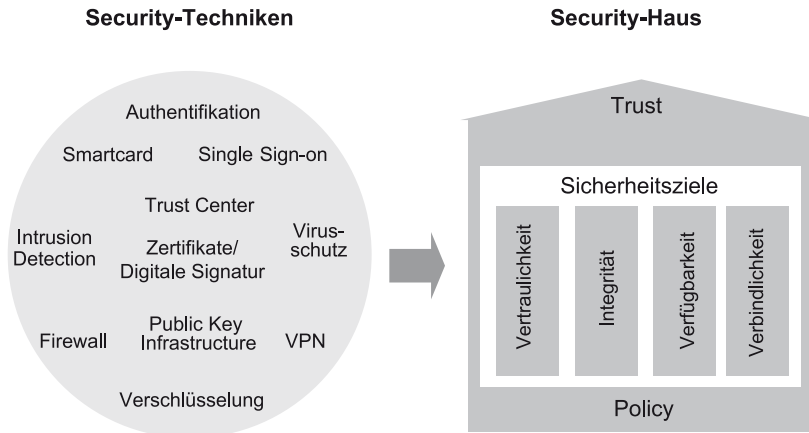 Security-Techniken
Authentifikation
Smartcard
Single Sign-on
Trust Center
Intrusion
Detection
Zertifikate/
Digitale Signatur
Virus-
schutz
Firewall
Public Key
Infrastructure
VPN
Verschlüsselung
Security-Haus
Trust
Sicherheitsziele
Vertraulichkeit
Integrität
Verfügbarkeit
Verbindlichkeit
Policy